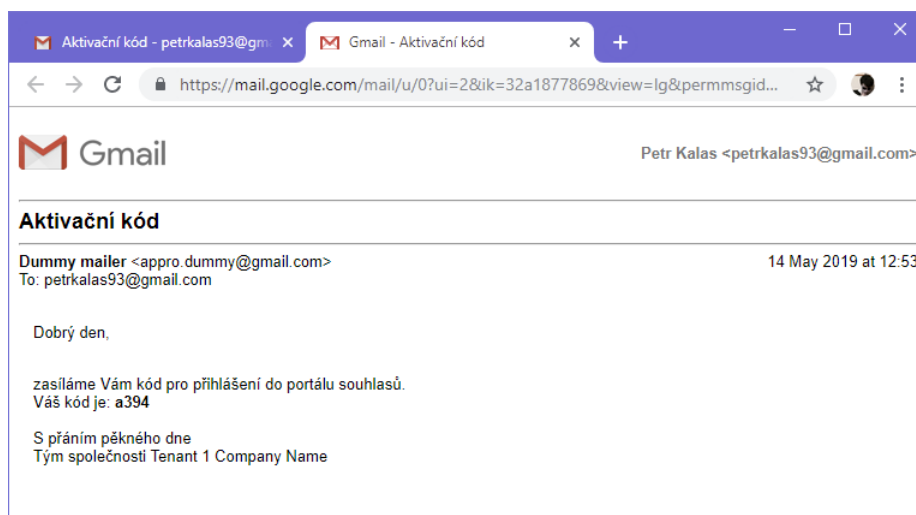 Aktivační kód - petrkalas93@gm
Gmail - Aktivační kód
https://mail.google.com/mail/u/0?ui=2&ik=32a1877869&view=lg&permmsgid...
Gmail
Petr Kalas <petrkalas93@gmail.com>
Aktivační kód
Dummy mailer <appro.dummy@gmail.com>
14 May 2019 at 12:53
To: petrkalas93@gmail.com
Dobrý den,
zasíláme Vám kód pro přihlášení do portálu souhlasů.
Váš kód je: a394
S přáním pěkného dne
Tým společnosti Tenant 1 Company Name